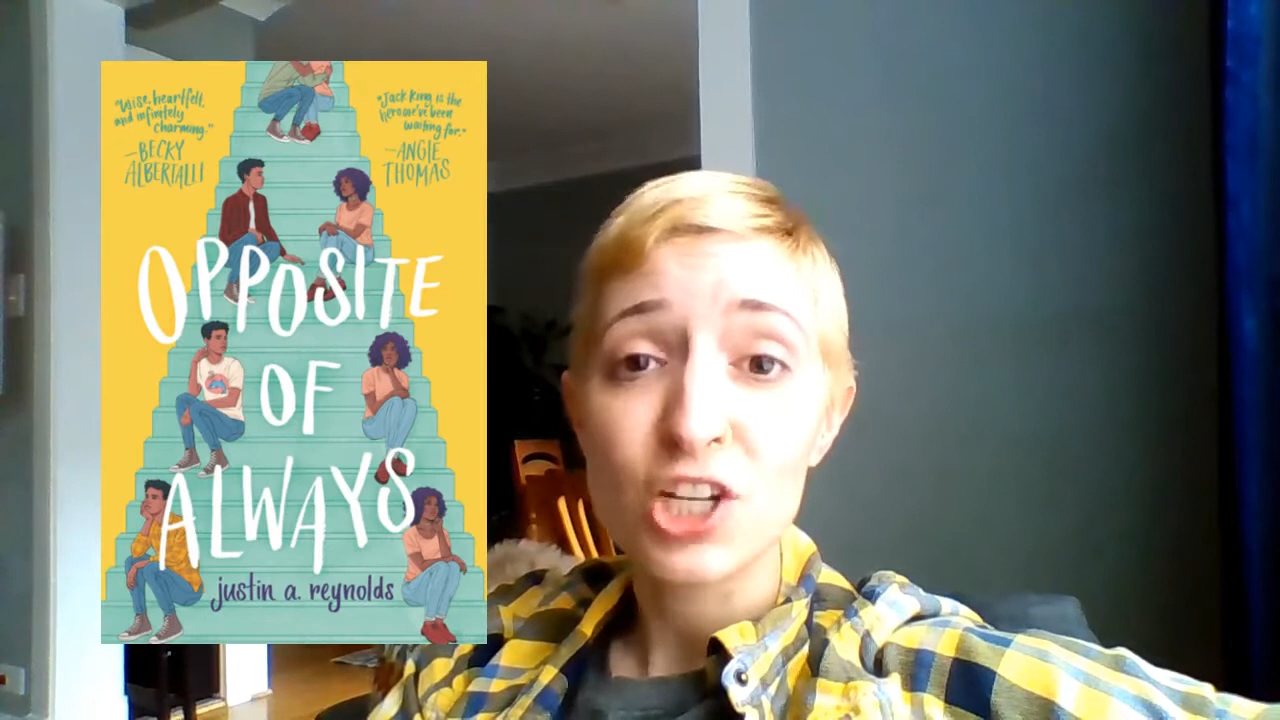 "Wise, heartfelt,
and infinitely
charming."
—BECKY
ALBERTALLI
"Jack King is the
hero we've been
waiting for."
—ANGIE
THOMAS
OPPOSITE
OF
ALWAYS
justin a. reynolds